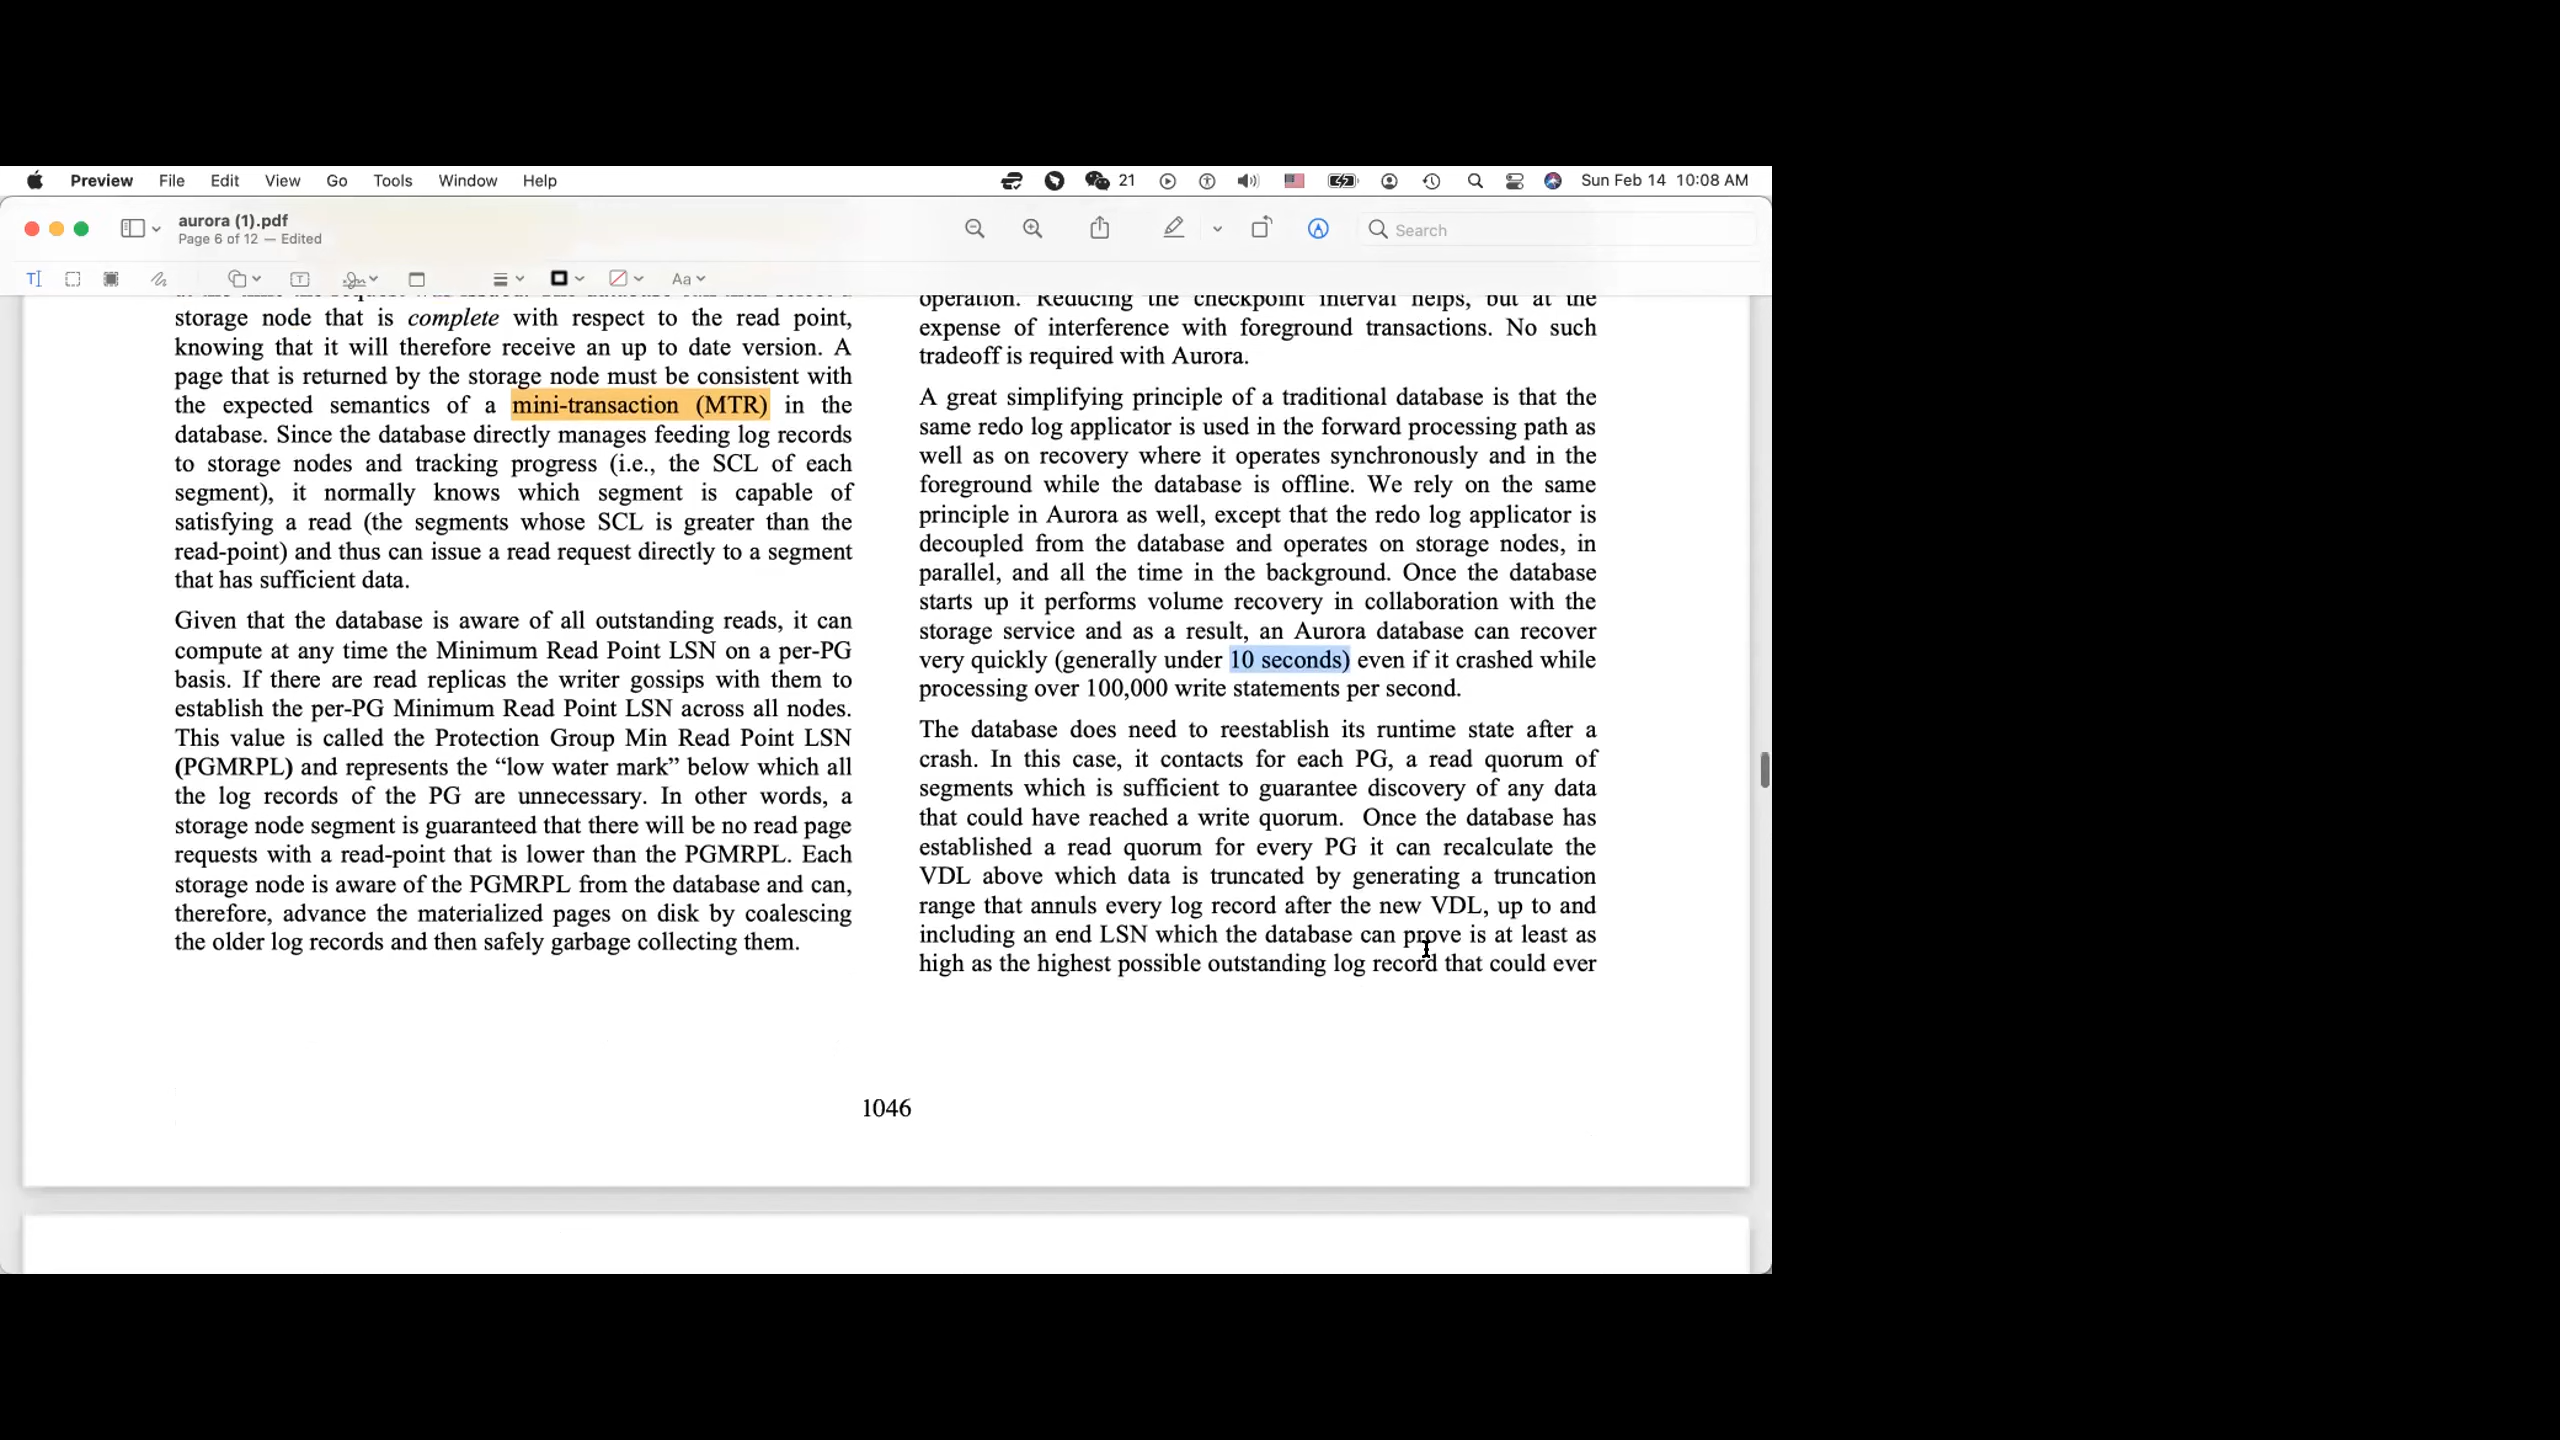 Preview File Edit View Go Tools Window Help 21 Sun Feb 14 10:08 AM
aurora (1).pdf
Page 6 of 12 — Edited
Search
Aa
storage node that is complete with respect to the read point,
knowing that it will therefore receive an up to date version. A
page that is returned by the storage node must be consistent with
the expected semantics of a mini-transaction (MTR) in the
database. Since the database directly manages feeding log records
to storage nodes and tracking progress (i.e., the SCL of each
segment), it normally knows which segment is capable of
satisfying a read (the segments whose SCL is greater than the
read-point) and thus can issue a read request directly to a segment
that has sufficient data.
Given that the database is aware of all outstanding reads, it can
compute at any time the Minimum Read Point LSN on a per-PG
basis. If there are read replicas the writer gossips with them to
establish the per-PG Minimum Read Point LSN across all nodes.
This value is called the Protection Group Min Read Point LSN
(PGMRPL) and represents the “low water mark” below which all
the log records of the PG are unnecessary. In other words, a
storage node segment is guaranteed that there will be no read page
requests with a read-point that is lower than the PGMRPL. Each
storage node is aware of the PGMRPL from the database and can,
therefore, advance the materialized pages on disk by coalescing
the older log records and then safely garbage collecting them.
operation. Reducing the checkpoint interval helps, but at the
expense of interference with foreground transactions. No such
tradeoff is required with Aurora.
A great simplifying principle of a traditional database is that the
same redo log applicator is used in the forward processing path as
well as on recovery where it operates synchronously and in the
foreground while the database is offline. We rely on the same
principle in Aurora as well, except that the redo log applicator is
decoupled from the database and operates on storage nodes, in
parallel, and all the time in the background. Once the database
starts up it performs volume recovery in collaboration with the
storage service and as a result, an Aurora database can recover
very quickly (generally under 10 seconds) even if it crashed while
processing over 100,000 write statements per second.
The database does need to reestablish its runtime state after a
crash. In this case, it contacts for each PG, a read quorum of
segments which is sufficient to guarantee discovery of any data
that could have reached a write quorum. Once the database has
established a read quorum for every PG it can recalculate the
VDL above which data is truncated by generating a truncation
range that annuls every log record after the new VDL, up to and
including an end LSN which the database can prove is at least as
high as the highest possible outstanding log record that could ever
1046